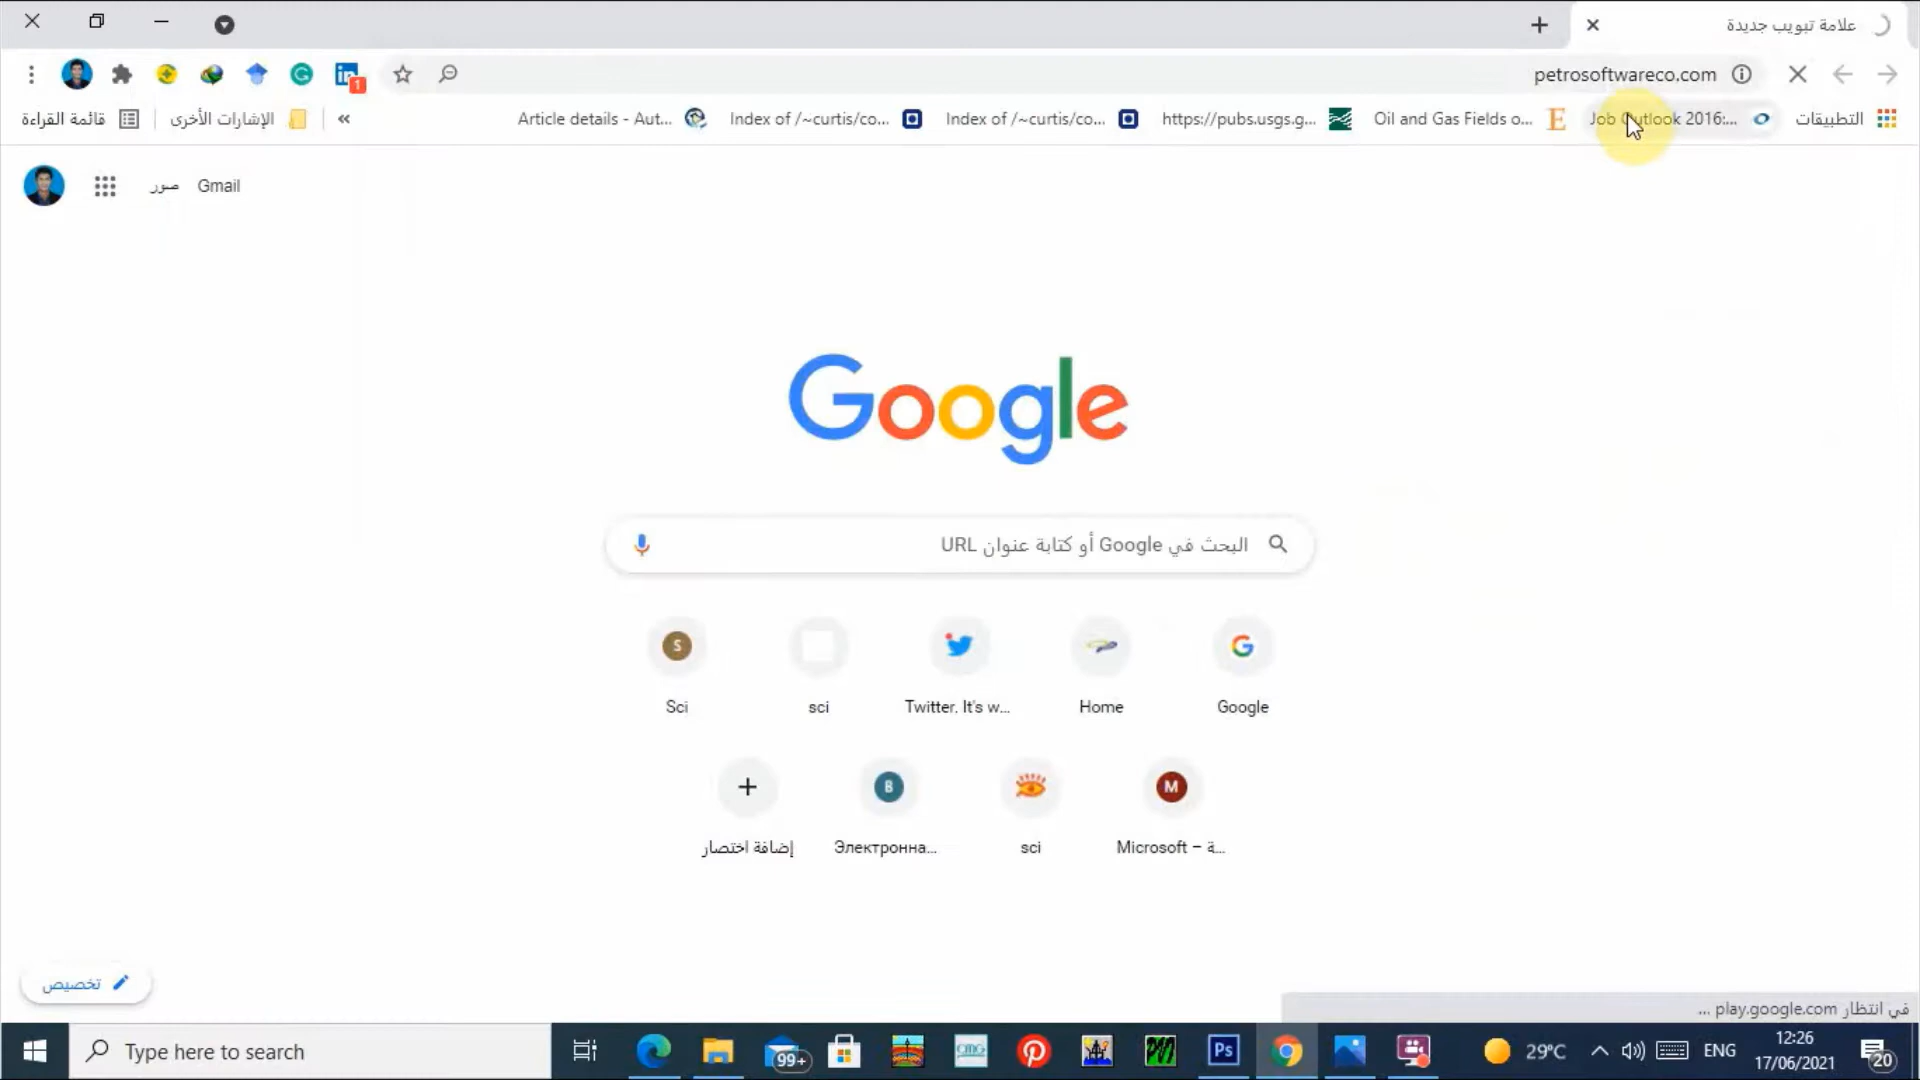 علامة تبويب جديدة
petrosoftwareco.com
1
التطبيقات
Job Outlook 2016:...
Oil and Gas Fields o...
https://pubs.usgs.g...
Index of /~curtis/co...
Index of /~curtis/co...
Article details - Aut...
«
الإشارات الأخرى
قائمة القراءة
Gmail
صور
Google
البحث في Google أو كتابة عنوان URL
S
Sci
sci
Twitter. It's w...
Home
Google
B
M
إضافة اختصار
Электронна...
sci
Microsoft – ة...
تخصيص
في انتظار play.google.com ...
Type here to search
99+
CMG
Ps
29°C
ENG
12:26
17/06/2021
20